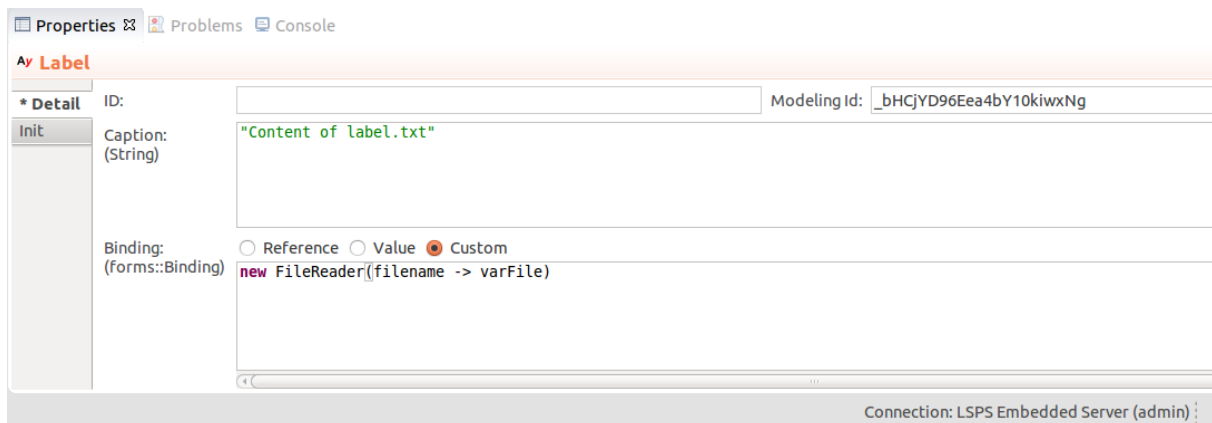 Properties Problems Console
Ay Label
* Detail ID: Modeling Id: _bHCjYD96Eea4bY10kiwxNg
Init Caption: "Content of label.txt"
(String)
Binding: Reference Value Custom
(forms::Binding) new FileReader(filename -> varFile)
Connection: LSPS Embedded Server (admin)